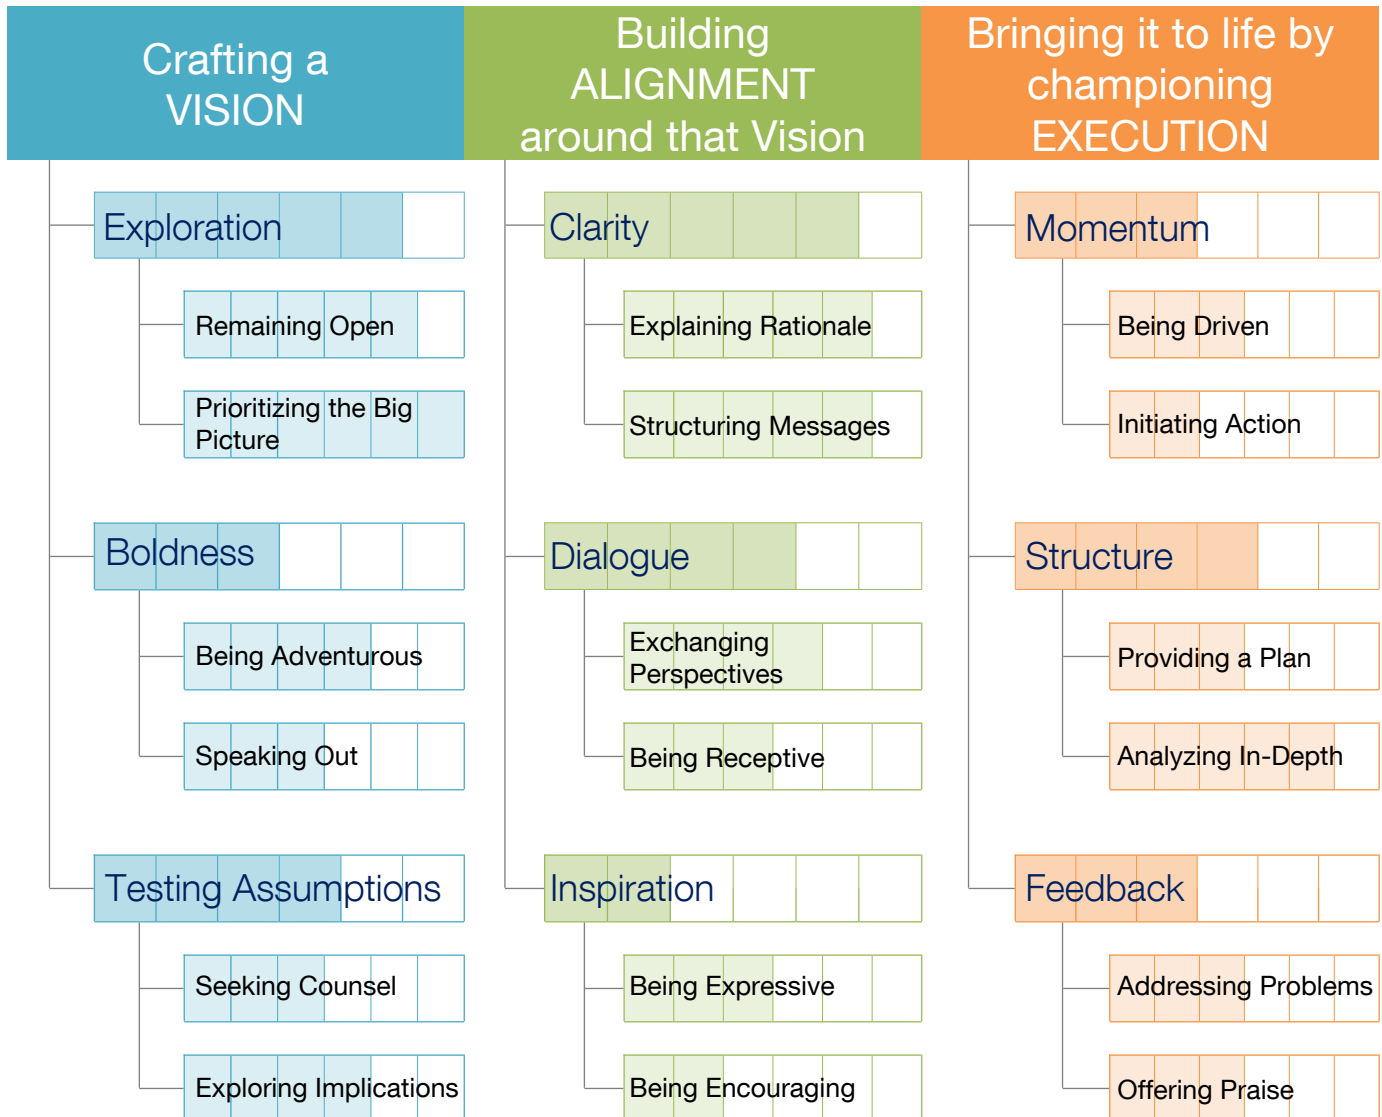 Crafting a
VISION
Building
ALIGNMENT
around that Vision
Bringing it to life by
championing
EXECUTION
Exploration
Remaining Open
Prioritizing the Big
Picture
Boldness
Being Adventurous
Speaking Out
Testing Assumptions
Seeking Counsel
Exploring Implications
Clarity
Explaining Rationale
Structuring Messages
Dialogue
Exchanging
Perspectives
Being Receptive
Inspiration
Being Expressive
Being Encouraging
Momentum
Being Driven
Initiating Action
Structure
Providing a Plan
Analyzing In-Depth
Feedback
Addressing Problems
Offering Praise